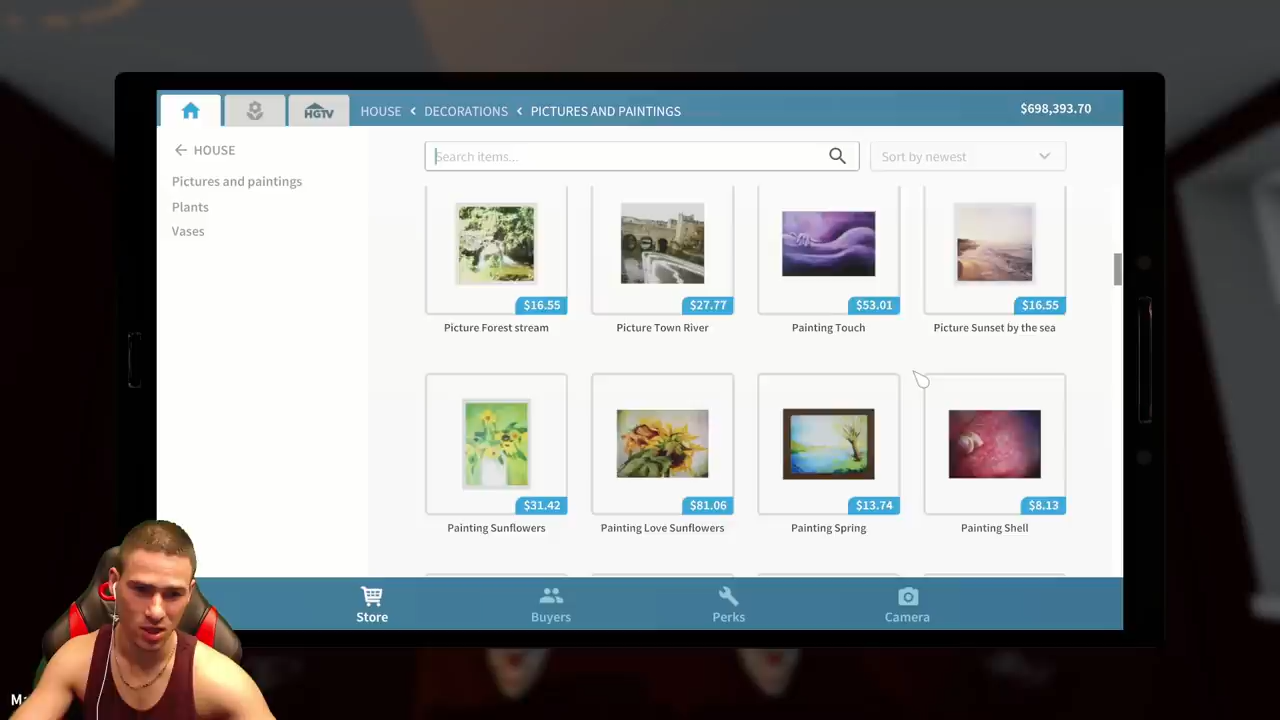 HGTV
HOUSE < DECORATIONS < PICTURES AND PAINTINGS
$698,393.70
← HOUSE
Search items...
Sort by newest
Pictures and paintings
Plants
Vases
$16.55
$27.77
$53.01
$16.55
Picture Forest stream
Picture Town River
Painting Touch
Picture Sunset by the sea
$31.42
$81.06
$13.74
$8.13
Painting Sunflowers
Painting Love Sunflowers
Painting Spring
Painting Shell
Store
Buyers
Perks
Camera